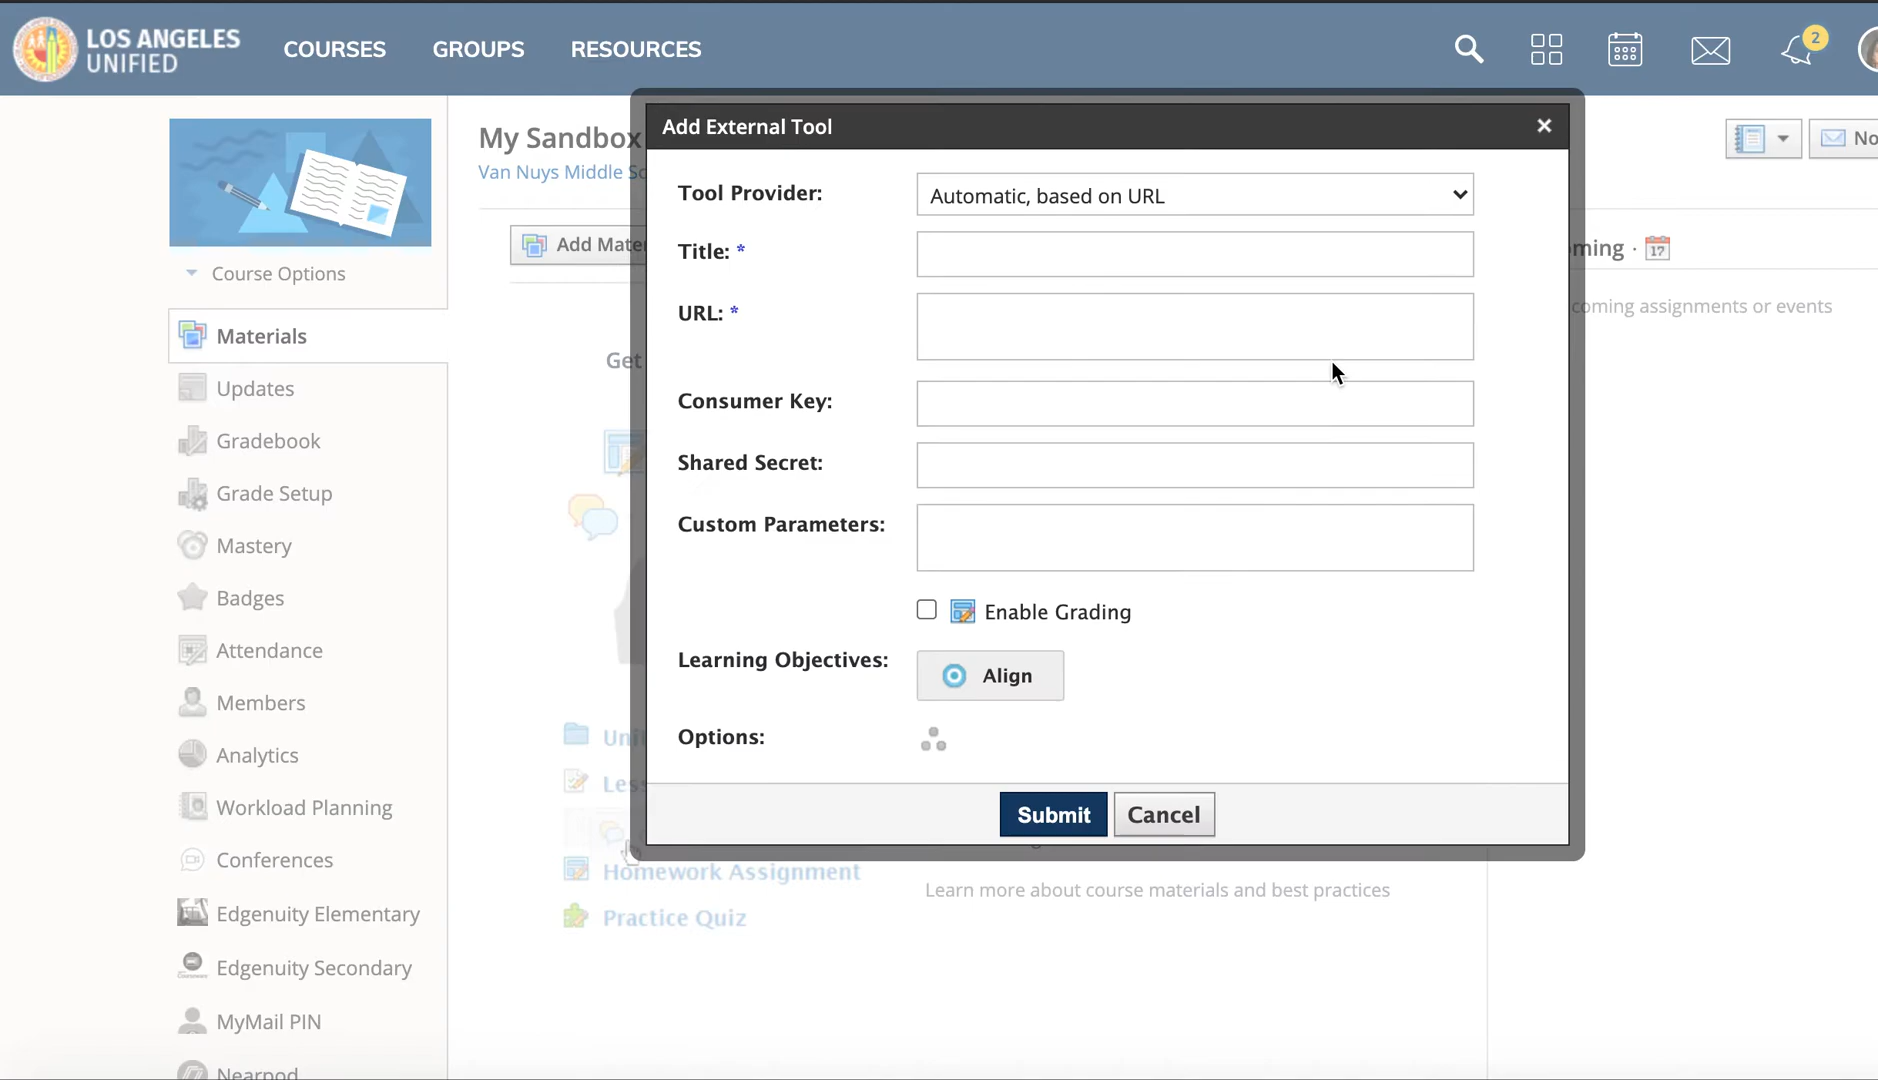 LOS ANGELES
UNIFIED
COURSES
GROUPS
RESOURCES
2
My Sandbox
Van Nuys Middle Sc
Add Mate
Course Options
Materials
Updates
Gradebook
Grade Setup
Mastery
Badges
Attendance
Members
Analytics
Workload Planning
Conferences
Edgenuity Elementary
Edgenuity Secondary
MyMail PIN
Nearpod
Get
Uni
Less
Homework Assignment
Practice Quiz
Learn more about course materials and best practices
Add External Tool
Tool Provider:
Automatic, based on URL
Title: *
URL: *
Consumer Key:
Shared Secret:
Custom Parameters:
Enable Grading
Learning Objectives:
Align
Options:
Submit
Cancel
No
oming · 17
coming assignments or events